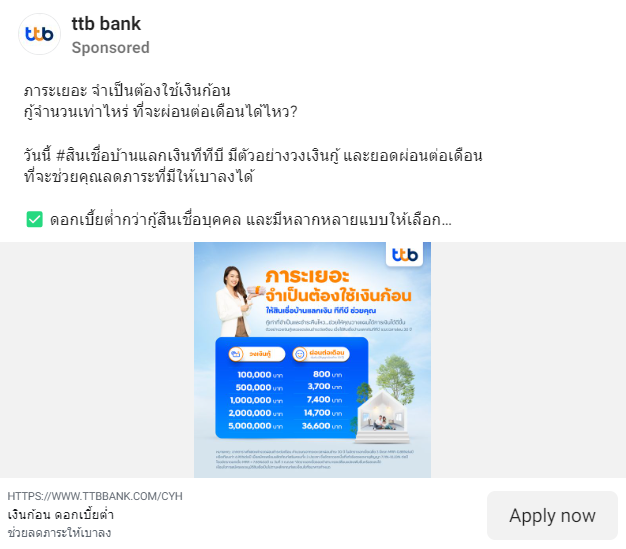 ttb
ttb bank
Sponsored
ภาระเยอะ จำเป็นต้องใช้เงินก้อน
กู้จำนวนเท่าไหร่ ที่จะผ่อนต่อเดือนได้ไหว?
วันนี้ #สินเชื่อบ้านแลกเงินทีทีบี มีตัวอย่างวงเงินกู้ และยอดผ่อนต่อเดือน
ที่จะช่วยคุณลดภาระที่มีให้เบาลงได้
✅ ดอกเบี้ยต่ำกว่ากู้สินเชื่อบุคคล และมีหลากหลายแบบให้เลือก...
ttb
ภาระเยอะ
จำเป็นต้องใช้เงินก้อน
ให้สินเชื่อบ้านแลกเงิน ทีทีบี ช่วยคุณ
วงเงินกู้ ผ่อนต่อเดือน
100,000 บาท 800 บาท
500,000 บาท 3,700 บาท
1,000,000 บาท 7,400 บาท
2,000,000 บาท 14,700 บาท
5,000,000 บาท 36,600 บาท
HTTPS://WWW.TTBBANK.COM/CYH
เงินก้อน ดอกเบี้ยต่ำ
ช่วยลดภาระให้เบาลง
Apply now